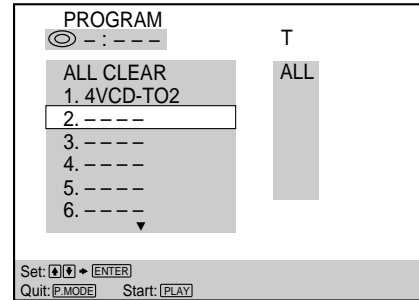 PROGRAM
– : – – –
T
ALL CLEAR
ALL
1. 4VCD-TO2
2. – – – –
3. – – – –
4. – – – –
5. – – – –
6. – – – –
Set: ENTER
Quit: P.MODE Start: PLAY